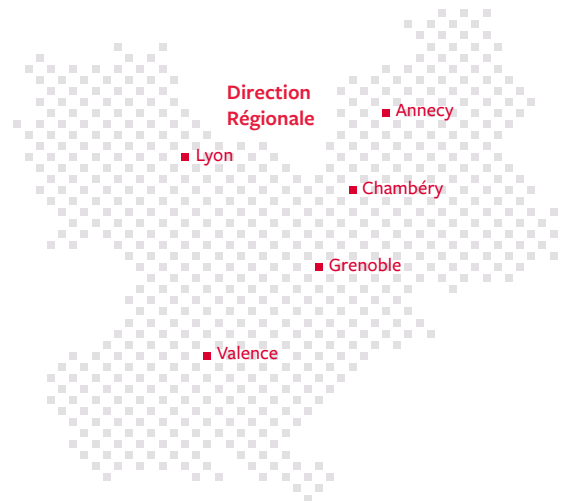 Direction
Régionale
Annecy
Lyon
Chambéry
Grenoble
Valence